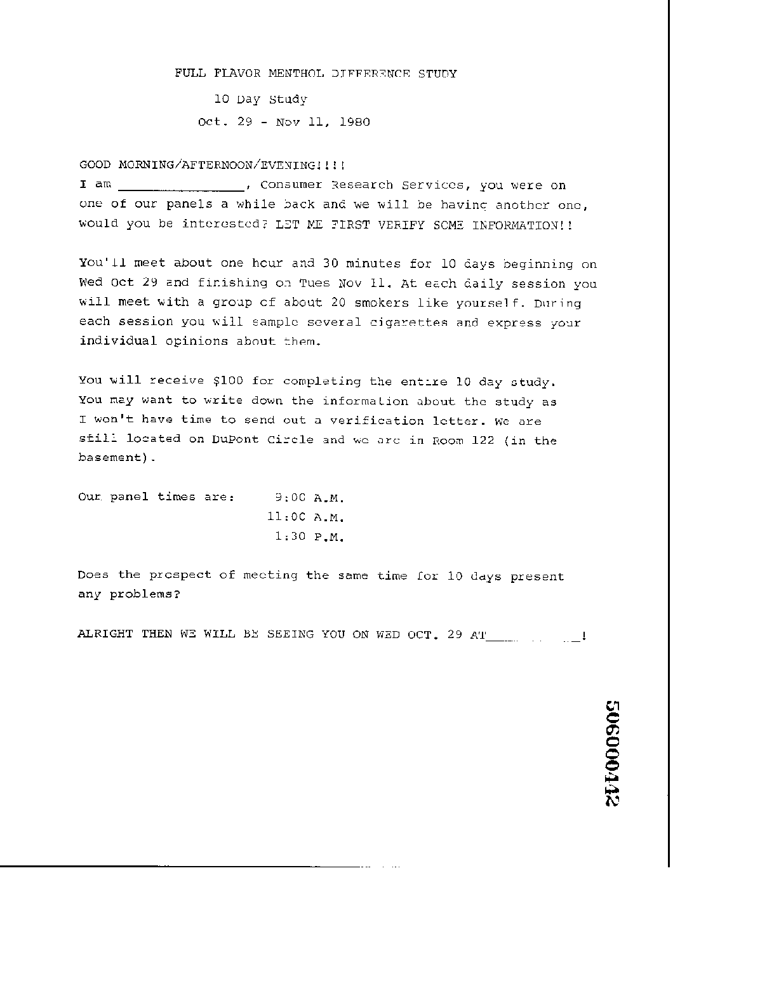 FULL FLAVOR MENTHOL DIFFERENCE STUDY
10 Day Study
Oct. 29 - Nov 11, 1980
GOOD MORNING/AFTERNOON/EVENING!!!!
I am ________________, Consumer Research Services, you were on
one of our panels a while back and we will be having another one,
would you be interested? LET ME FIRST VERIFY SOME INFORMATION!!
You'll meet about one hour and 30 minutes for 10 days beginning on
Wed Oct 29 and finishing on Tues Nov 11. At each daily session you
will meet with a group of about 20 smokers like yourself. During
each session you will sample several cigarettes and express your
individual opinions about them.
You will receive $100 for completing the entire 10 day study.
You may want to write down the information about the study as
I won't have time to send out a verification letter. We are
still located on DuPont Circle and we are in Room 122 (in the
basement).
Our panel times are: 9:00 A.M.
11:00 A.M.
1:30 P.M.
Does the prospect of meeting the same time for 10 days present
any problems?
ALRIGHT THEN WE WILL BE SEEING YOU ON WED OCT. 29 AT____________!
506000442